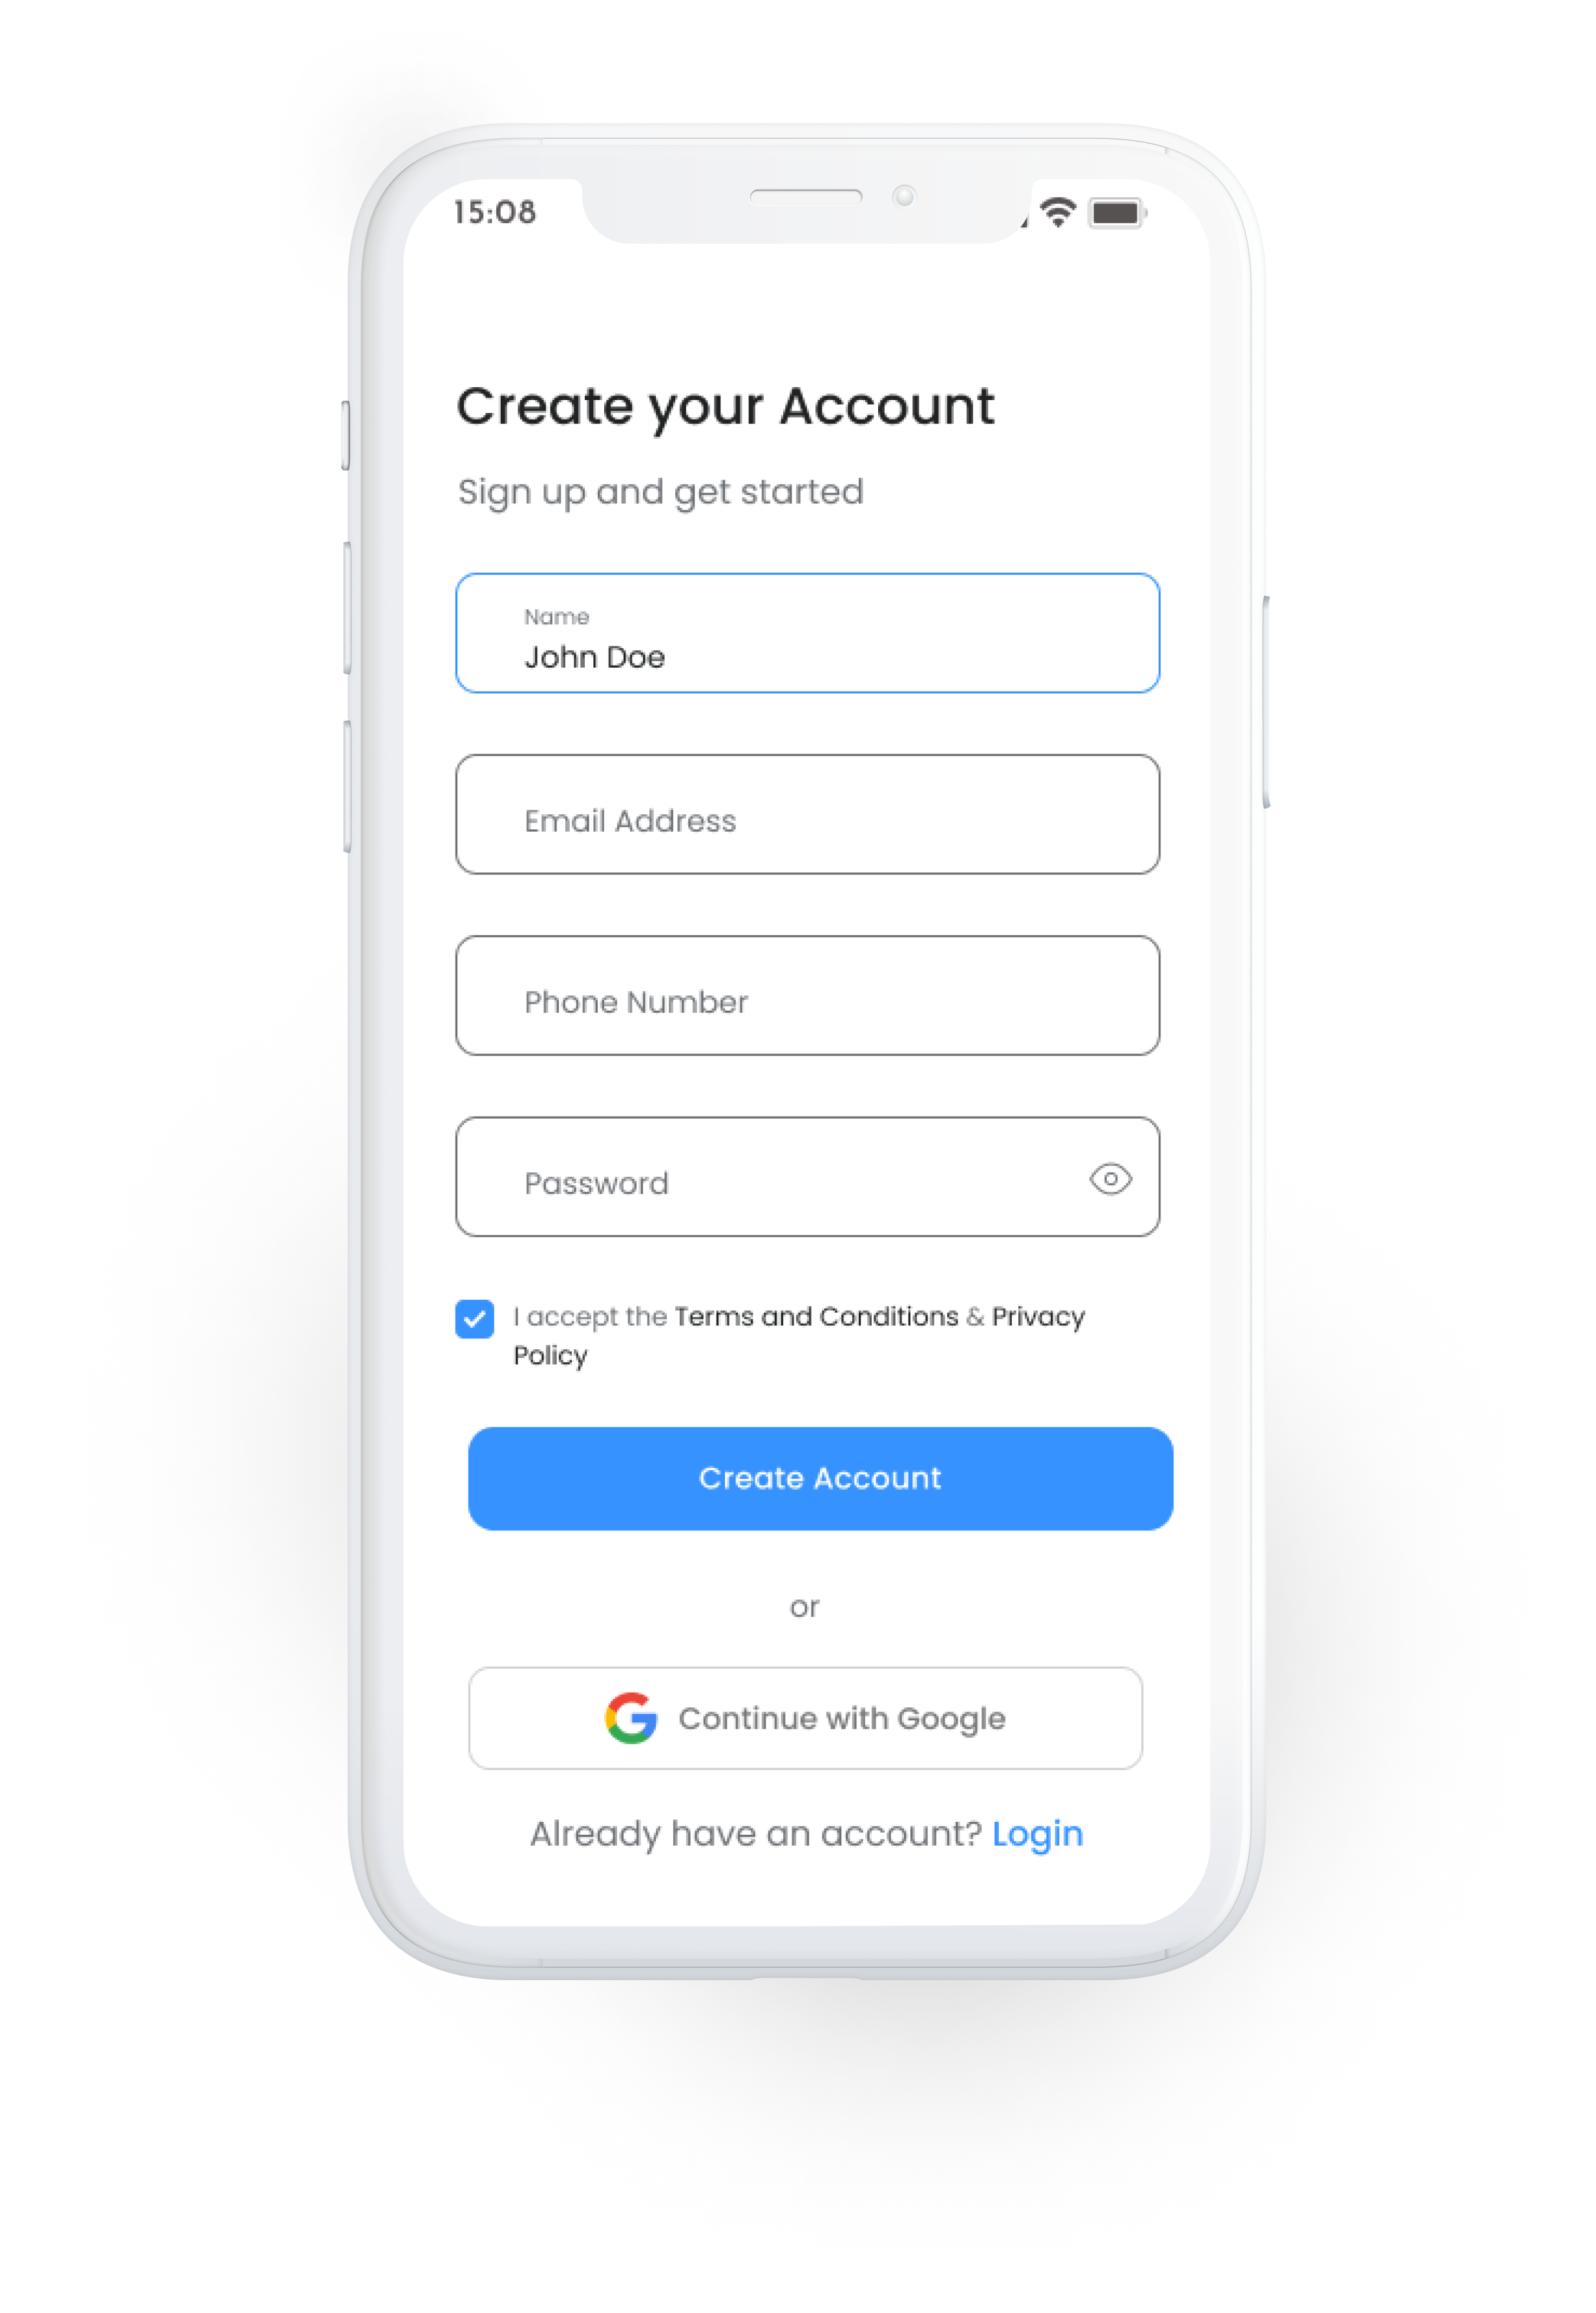 15:08
Create your Account
Sign up and get started
Name
John Doe
Email Address
Phone Number
Password
I accept the Terms and Conditions & Privacy
Policy
Create Account
or
Continue with Google
Already have an account? Login